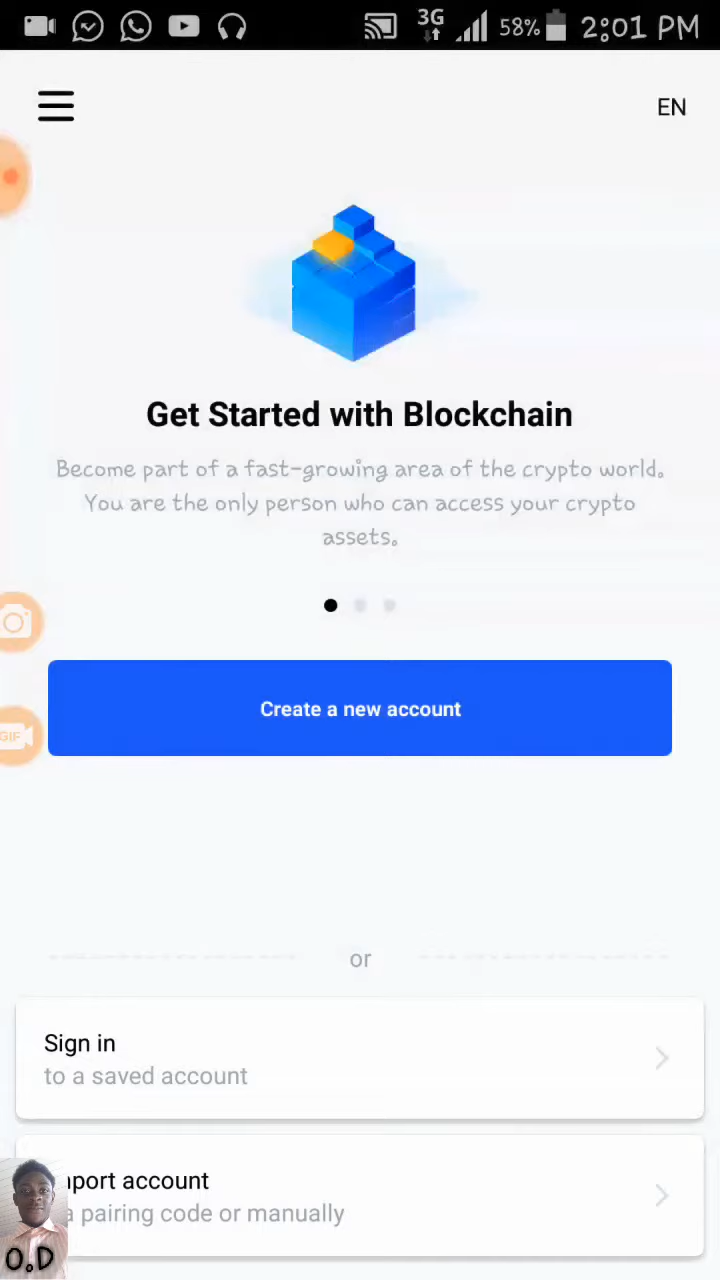 3G 58% 2:01 PM
EN
Get Started with Blockchain
Become part of a fast-growing area of the crypto world.
You are the only person who can access your crypto
assets.
GIF
Create a new account
or
Sign in
to a saved account
account
pairing code or manually
O.D